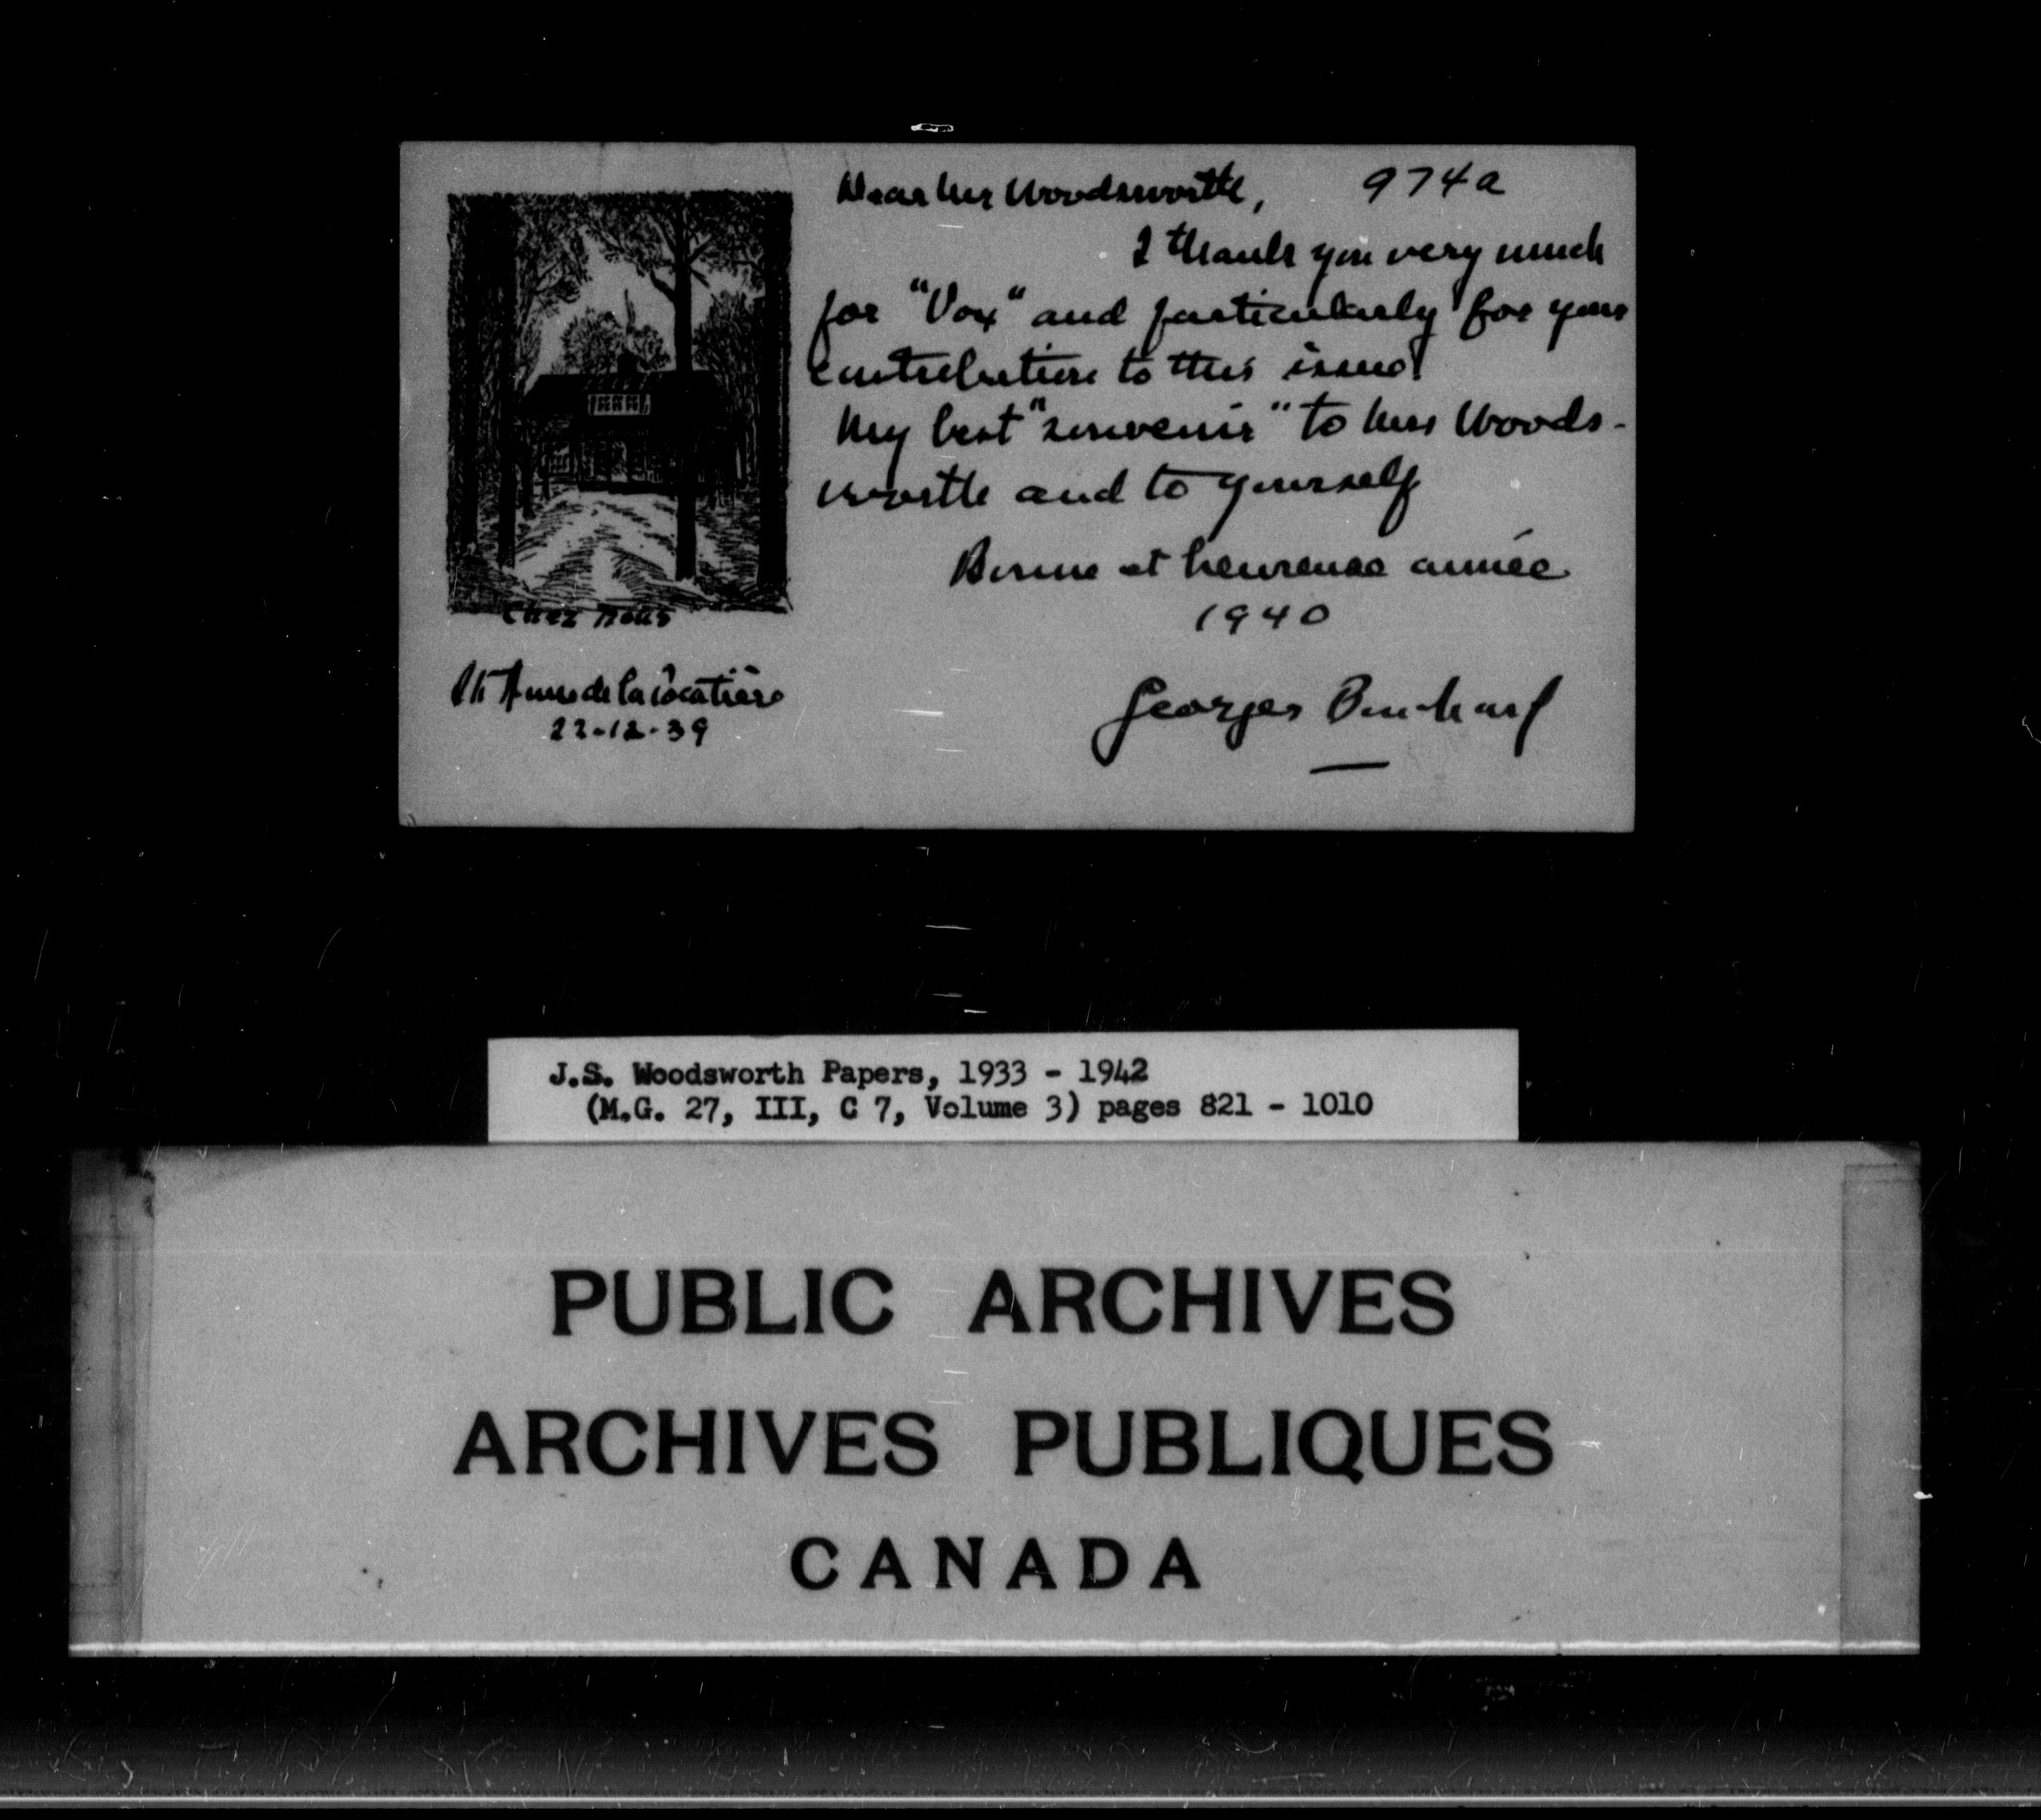 Dear Mr Woodsworth, 974a
I thank you very much
for "Vox" and particularly for your
contribution to this issue.
My best "souvenir" to Mrs Woods-
worth and to yourself
Bonne et heureuse année
1940
Georges Bouchard
Chez Nous
Ste Anne de la Pocatière
22-12-39
J.S. Woodsworth Papers, 1933 - 1942
(M.G. 27, III, C 7, Volume 3) pages 821 - 1010
PUBLIC ARCHIVES
ARCHIVES PUBLIQUES
CANADA